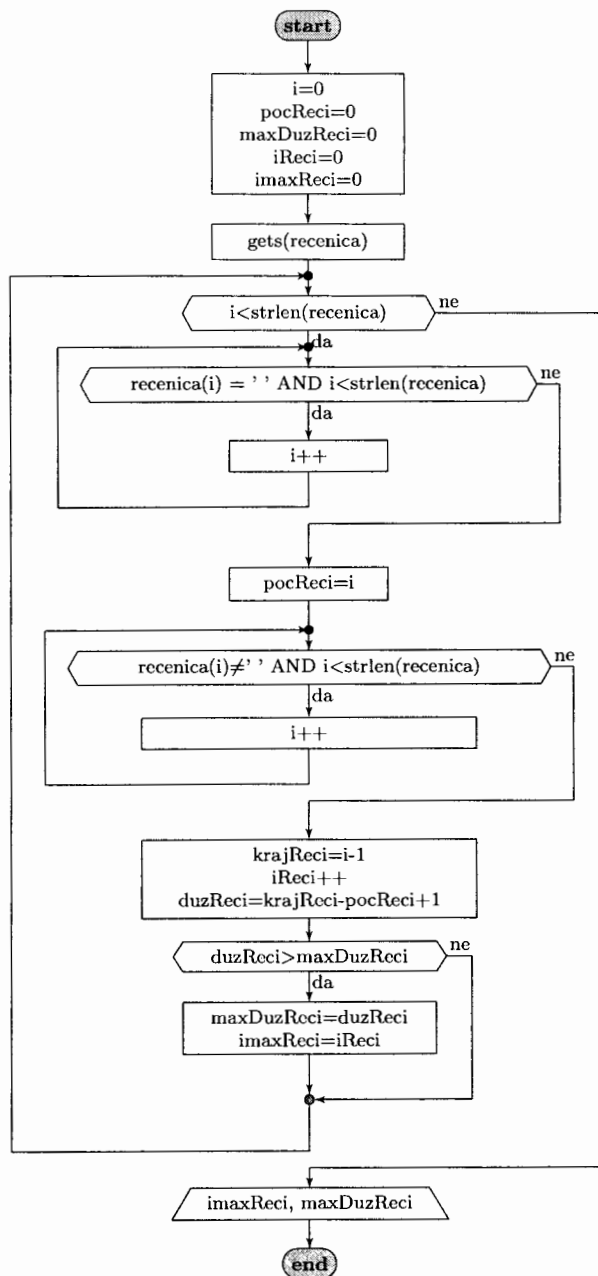 start
i=0
pocReci=0
maxDuzReci=0
iReci=0
imaxReci=0
gets(recenica)
i<strlen(recenica)
ne
da
recenica(i) = ' ' AND i<strlen(recenica)
ne
da
i++
pocReci=i
recenica(i)≠' ' AND i<strlen(recenica)
ne
da
i++
krajReci=i-1
iReci++
duzReci=krajReci-pocReci+1
duzReci>maxDuzReci
ne
da
maxDuzReci=duzReci
imaxReci=iReci
imaxReci, maxDuzReci
end